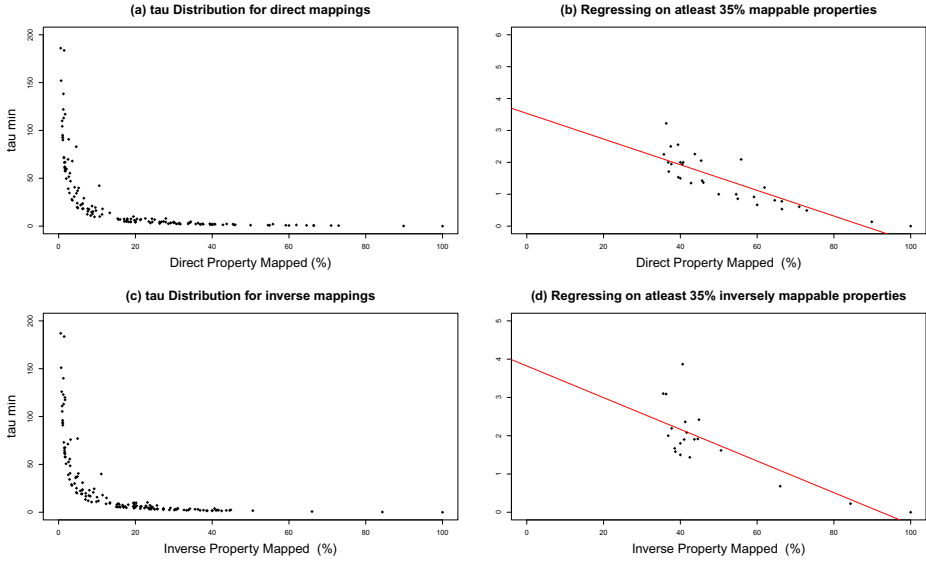 (a) tau Distribution for direct mappings
tau min
0 50 100 150 200
0 20 40 60 80 100
Direct Property Mapped (%)
(b) Regressing on atleast 35% mappable properties
0 1 2 3 4 5 6
0 20 40 60 80 100
Direct Property Mapped (%)
(c) tau Distribution for inverse mappings
tau min
0 50 100 150 200
0 20 40 60 80 100
Inverse Property Mapped (%)
(d) Regressing on atleast 35% inversely mappable properties
0 1 2 3 4 5
0 20 40 60 80 100
Inverse Property Mapped (%)